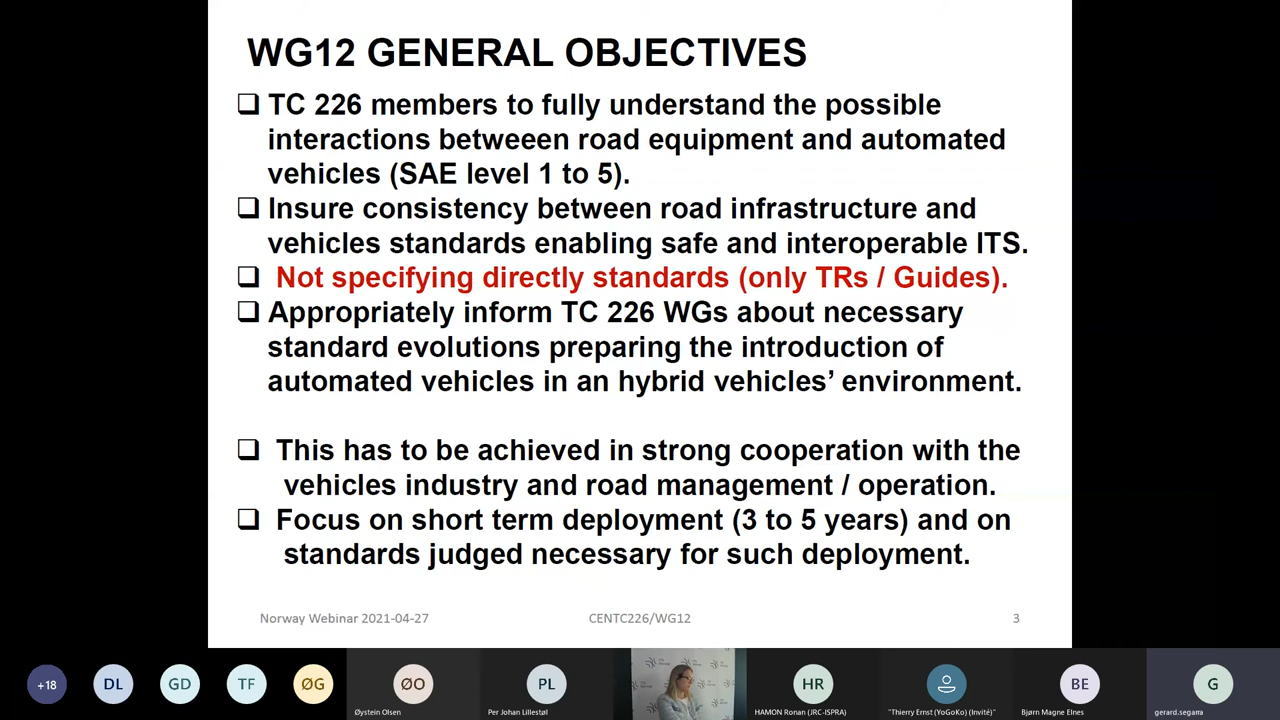 WG12 GENERAL OBJECTIVES
TC 226 members to fully understand the possible
interactions betweeen road equipment and automated
vehicles (SAE level 1 to 5).
Insure consistency between road infrastructure and
vehicles standards enabling safe and interoperable ITS.
Not specifying directly standards (only TRs / Guides).
Appropriately inform TC 226 WGs about necessary
standard evolutions preparing the introduction of
automated vehicles in an hybrid vehicles’ environment.
This has to be achieved in strong cooperation with the
vehicles industry and road management / operation.
Focus on short term deployment (3 to 5 years) and on
standards judged necessary for such deployment.
Norway Webinar 2021-04-27 CENTC226/WG12 3
+18 DL GD TF ØG ØO PL HR BE G
Øystein Olsen Per Johan Lillestøl HAMON Ronan (JRC-ISPRA) "Thierry Ernst (YoGoKo) (Invité)" Bjørn Magne Elnes gerard.segarra